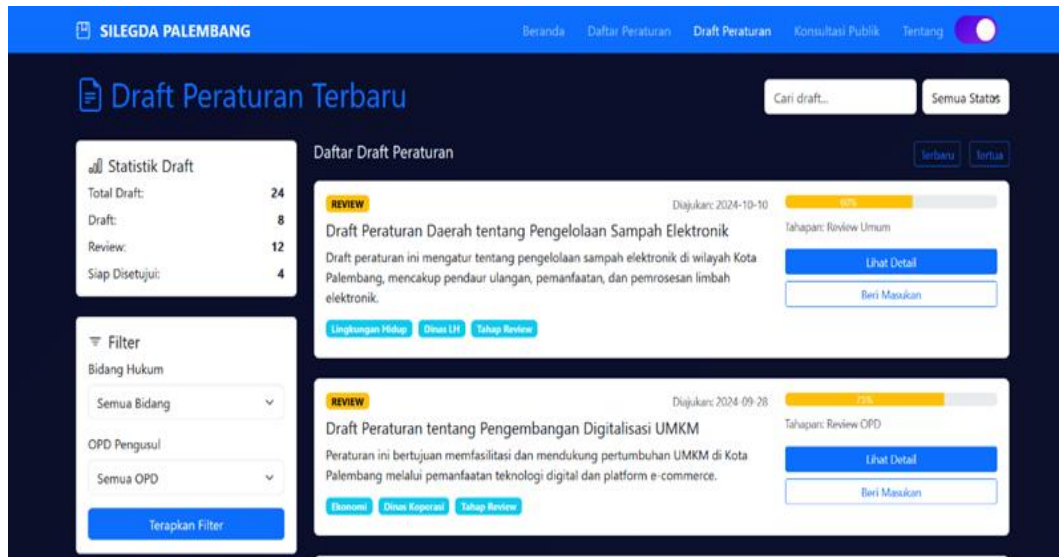 SILEGDA PALEMBANG
Beranda Daftar Peraturan Draft Peraturan Konsultasi Publik Tentang
Draft Peraturan Terbaru
Cari draft...
Semua Status
Statistik Draft
Total Draft: 24
Draft: 8
Review: 12
Siap Disetujui: 4
Filter
Bidang Hukum
Semua Bidang
OPD Pengusul
Semua OPD
Terapkan Filter
Daftar Draft Peraturan
Terbaru Tertua
REVIEW
Diajukan: 2024-10-10
Draft Peraturan Daerah tentang Pengelolaan Sampah Elektronik
Draft peraturan ini mengatur tentang pengelolaan sampah elektronik di wilayah Kota
Palembang, mencakup pendaur ulangan, pemanfaatan, dan pemrosesan limbah
elektronik.
Lingkungan Hidup Dinas LH Tahap Review
60%
Tahapan: Review Umum
Lihat Detail
Beri Masukan
REVIEW
Diajukan: 2024-09-28
Draft Peraturan tentang Pengembangan Digitalisasi UMKM
Peraturan ini bertujuan memfasilitasi dan mendukung pertumbuhan UMKM di Kota
Palembang melalui pemanfaatan teknologi digital dan platform e-commerce.
Ekonomi Dinas Koperasi Tahap Review
75%
Tahapan: Review OPD
Lihat Detail
Beri Masukan